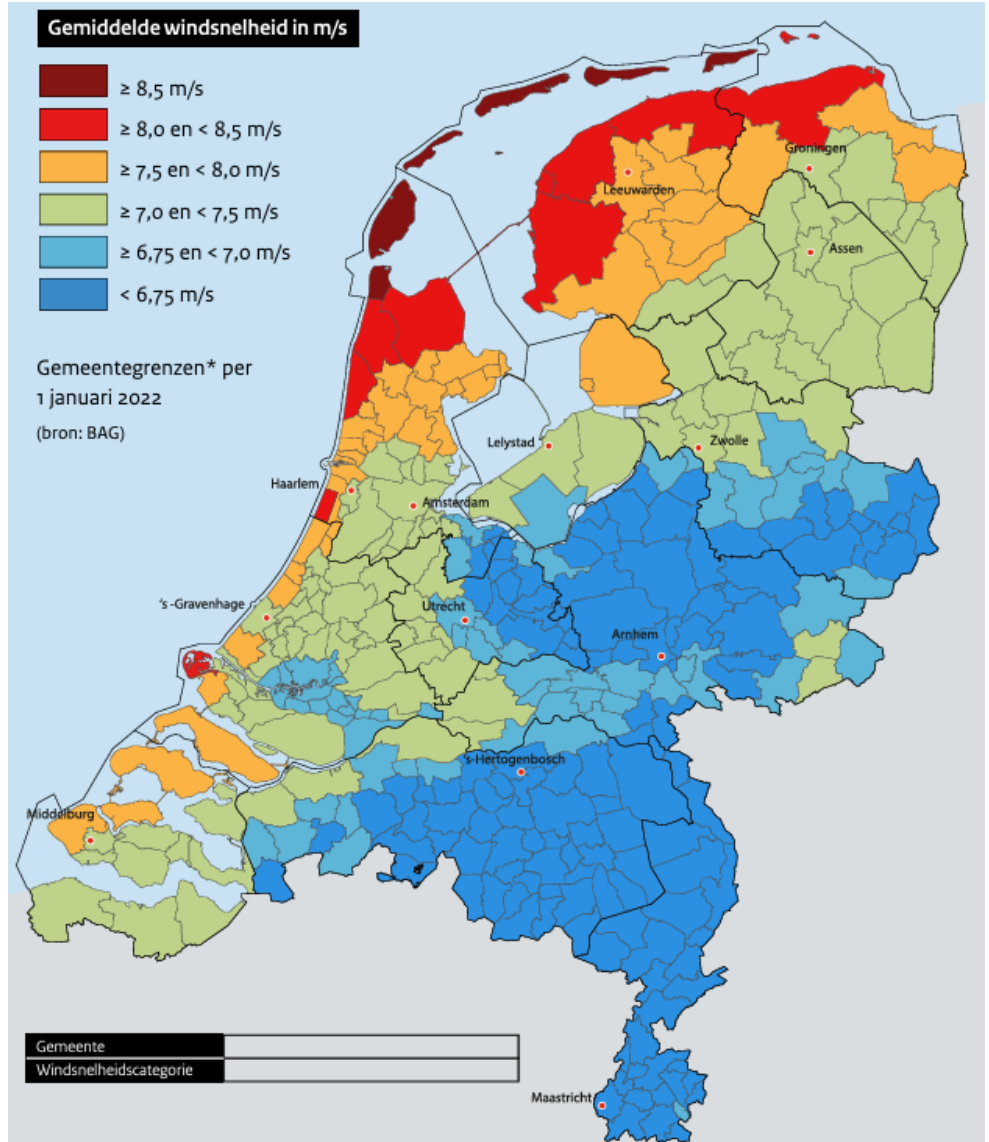 Gemiddelde windsnelheid in m/s
≥ 8,5 m/s
≥ 8,0 en < 8,5 m/s
≥ 7,5 en < 8,0 m/s
≥ 7,0 en < 7,5 m/s
≥ 6,75 en < 7,0 m/s
< 6,75 m/s
Gemeentegrenzen* per
1 januari 2022
(bron: BAG)
Groningen
Leeuwarden
Assen
Lelystad
Zwolle
Haarlem
Amsterdam
's -Gravenhage
Utrecht
Arnhem
's-Hertogenbosch
Middelburg
Gemeente
Windsnelheidscategorie
Maastricht